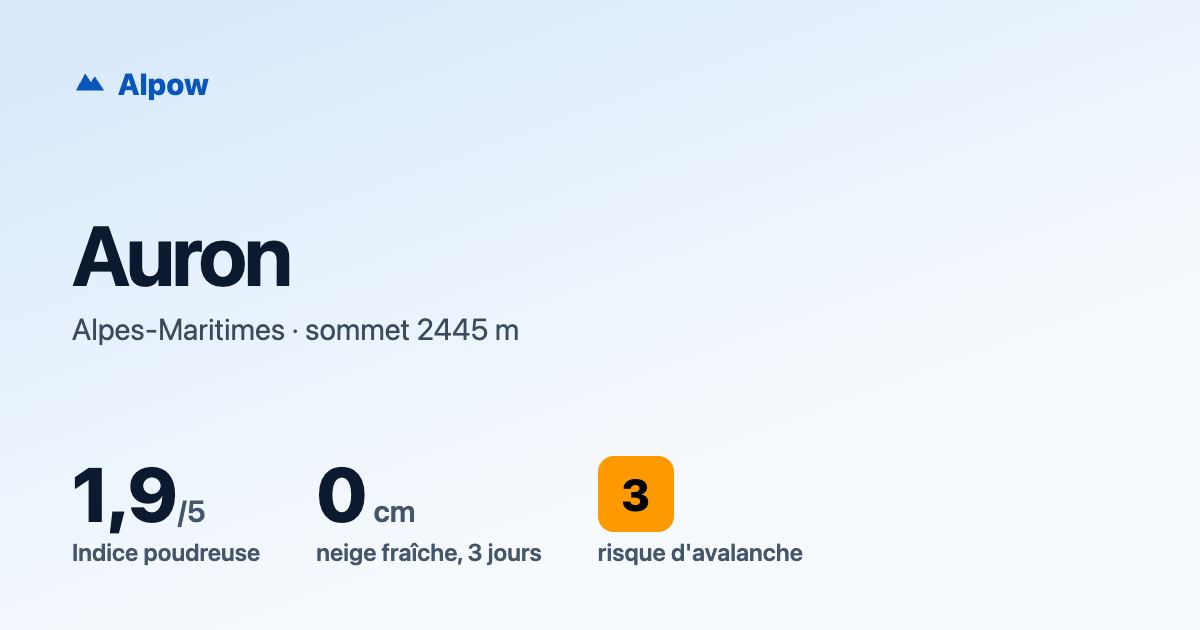 Alpow
Auron
Alpes-Maritimes · sommet 2445 m
1,9/5
Indice poudreuse
0 cm
neige fraîche, 3 jours
3
risque d'avalanche